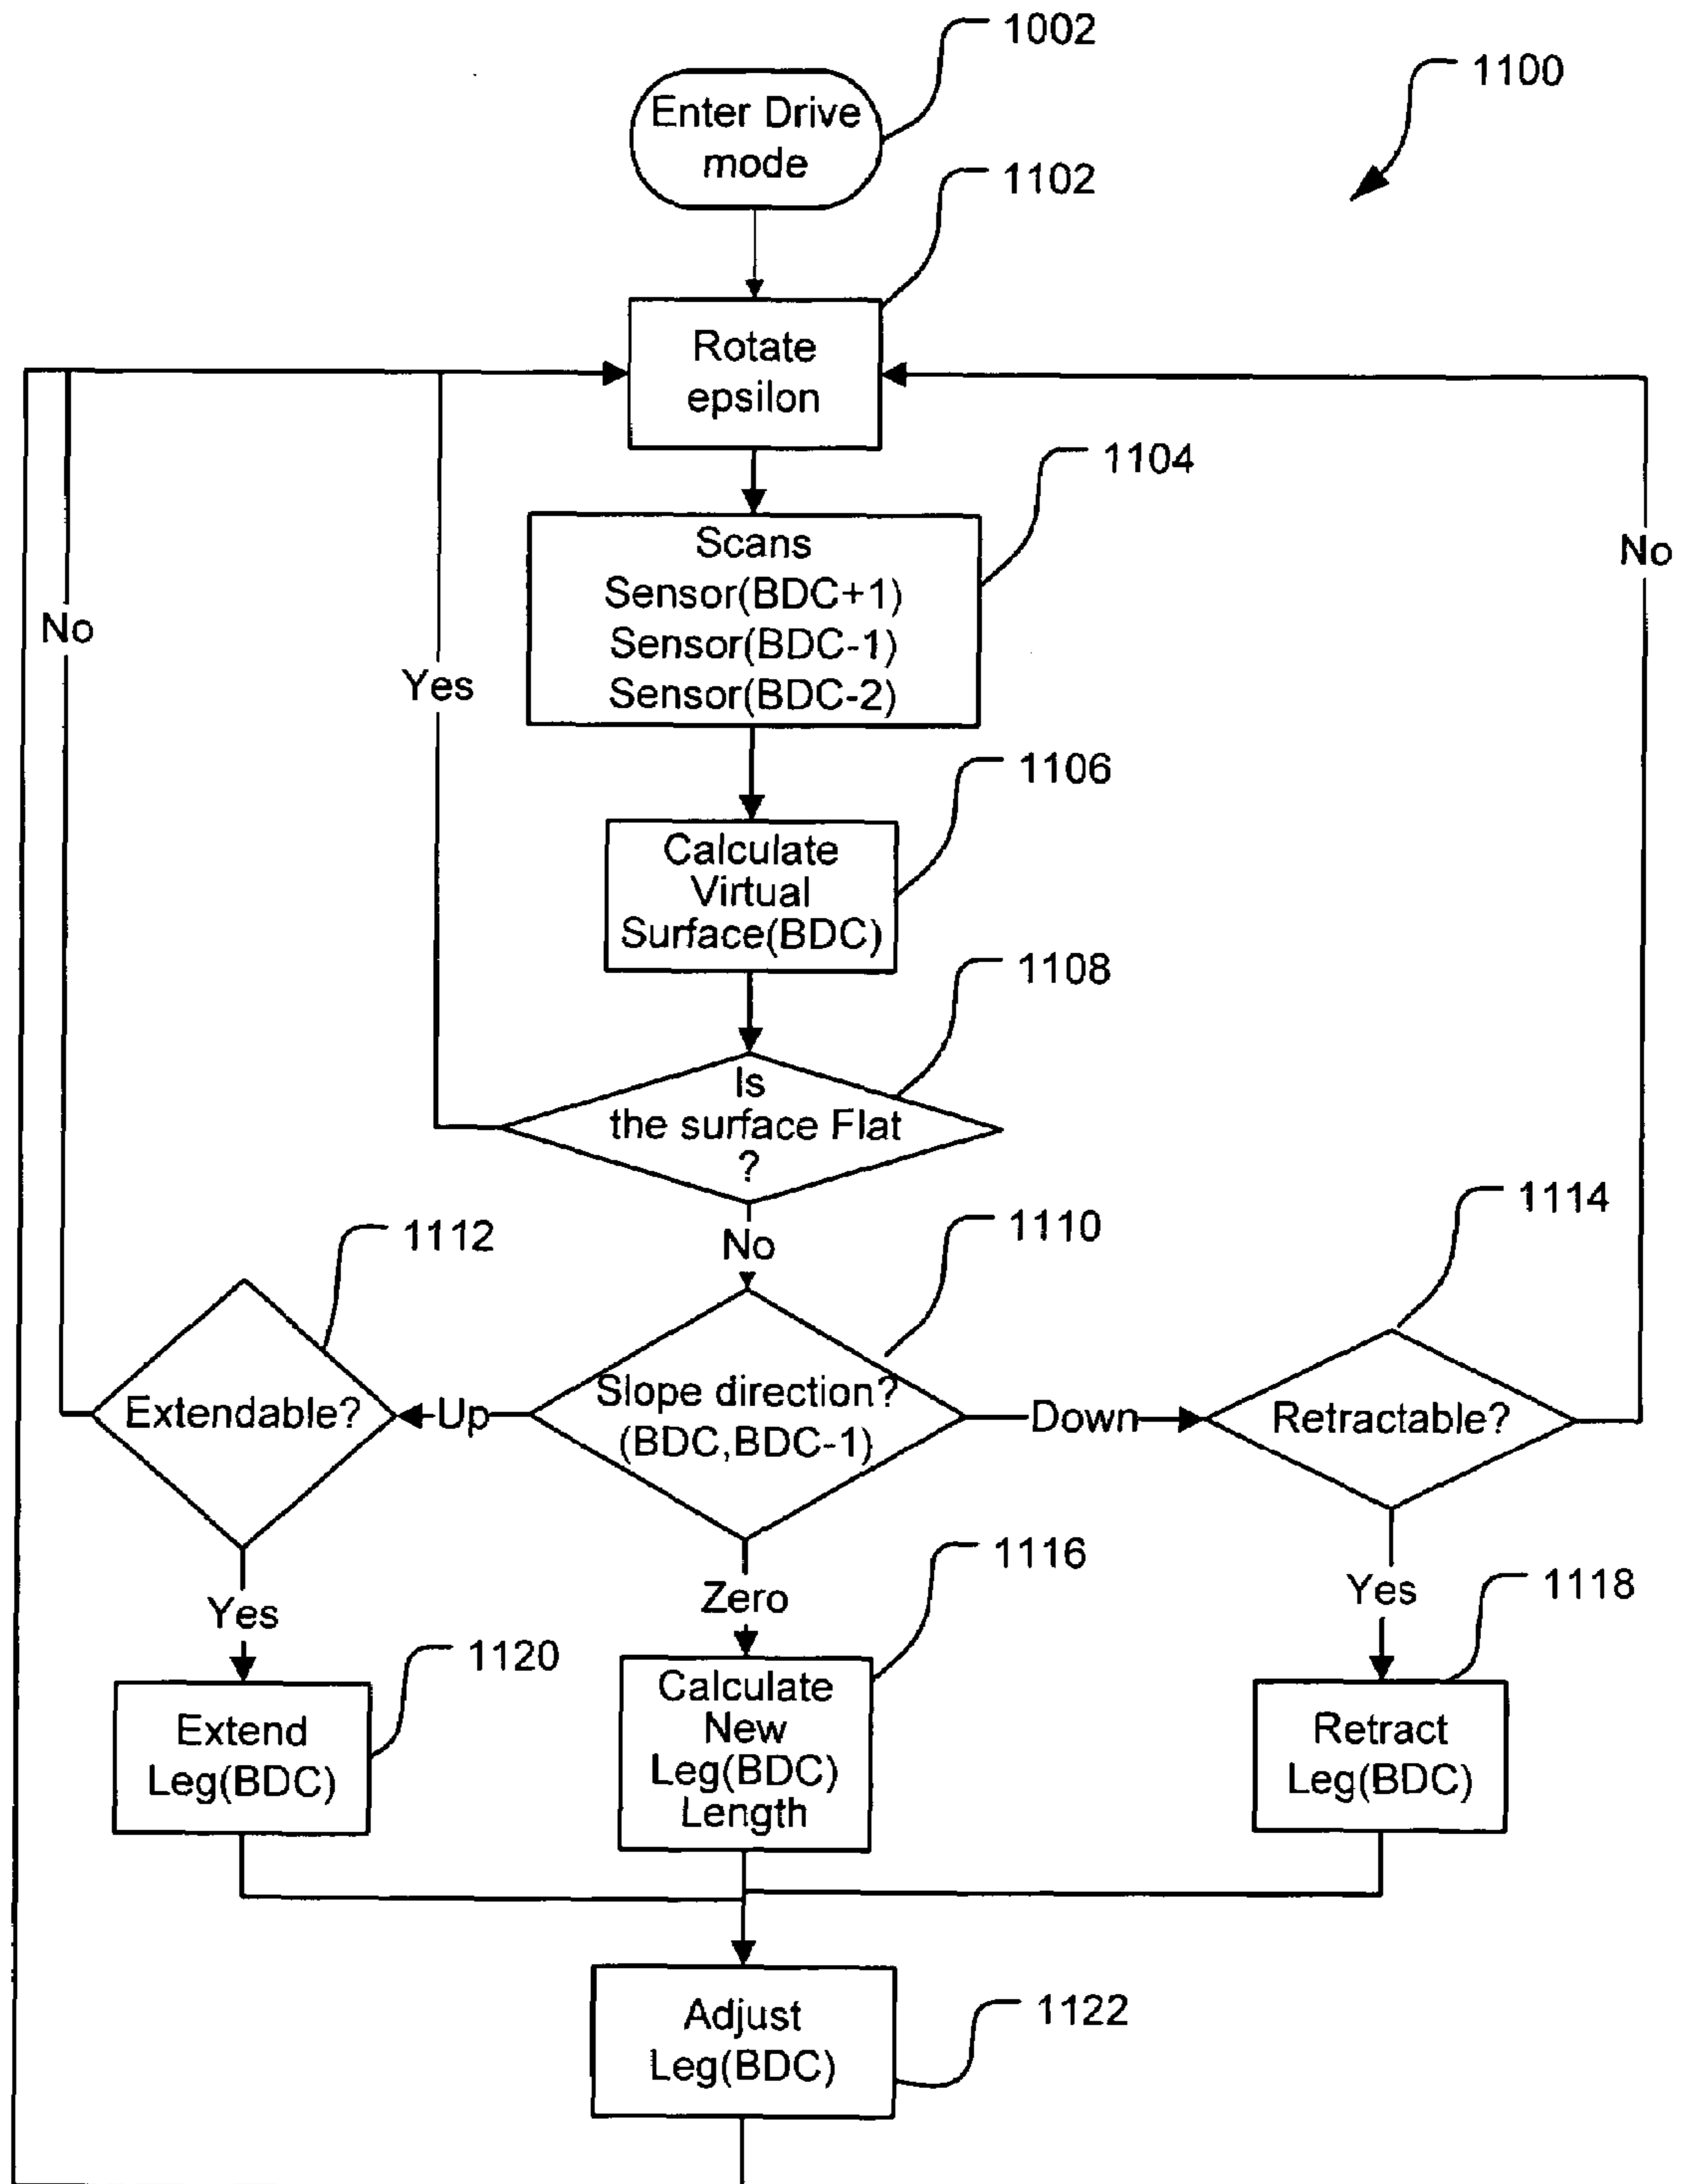 1002
1100
Enter Drive
mode
1102
Rotate
epsilon
1104
Scans
Sensor(BDC+1)
Sensor(BDC-1)
Sensor(BDC-2)
No
No
Yes
1106
Calculate
Virtual
Surface(BDC)
1108
Is
the surface Flat
?
1114
1112
No
1110
Extendable?
Up
Slope direction?
(BDC,BDC-1)
Down
Retractable?
Yes
Zero
1116
Yes
1118
1120
Extend
Leg(BDC)
Calculate
New
Leg(BDC)
Length
Retract
Leg(BDC)
Adjust
Leg(BDC)
1122